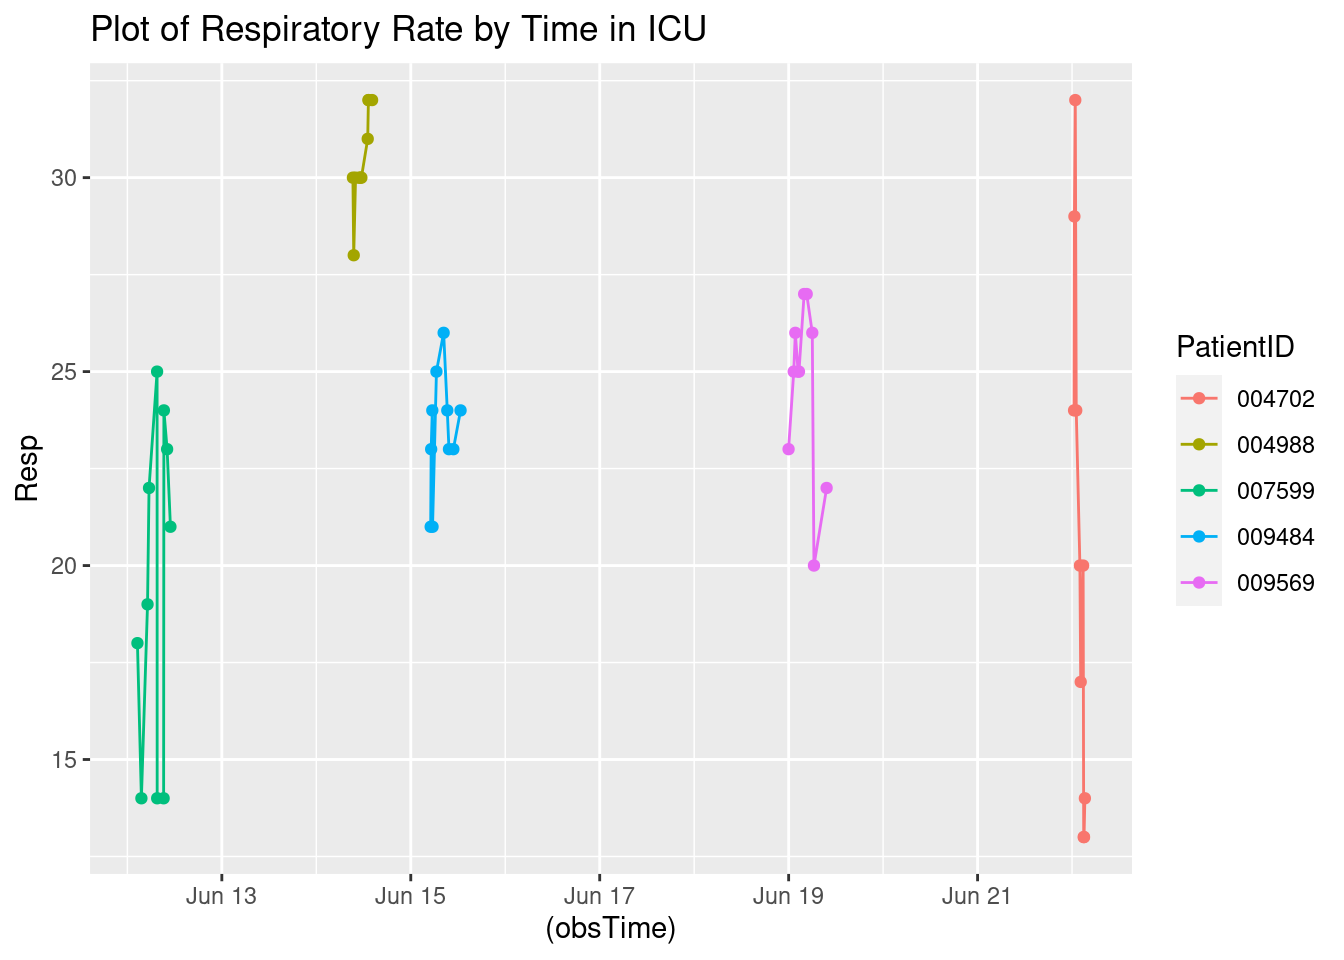 Plot of Respiratory Rate by Time in ICU
Resp
30
25
20
15
Jun 13
Jun 15
Jun 17
Jun 19
Jun 21
(obsTime)
PatientID
004702
004988
007599
009484
009569